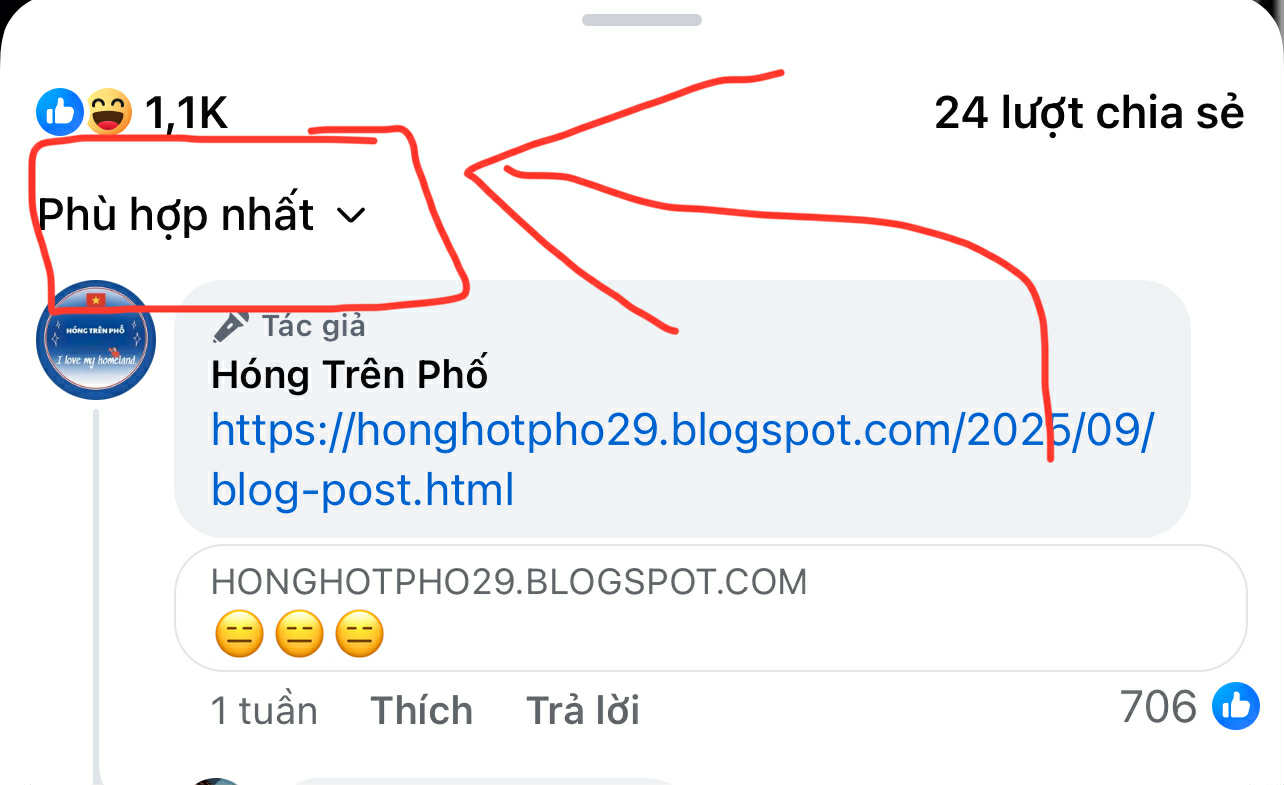 1,1K
24 lượt chia sẻ
Phù hợp nhất
HÓNG TRÊN PHỐ
I love my homeland.
Tác giả
Hóng Trên Phố
https://honghotpho29.blogspot.com/2025/09/
blog-post.html
HONGHOTPHO29.BLOGSPOT.COM
1 tuần Thích Trả lời 706